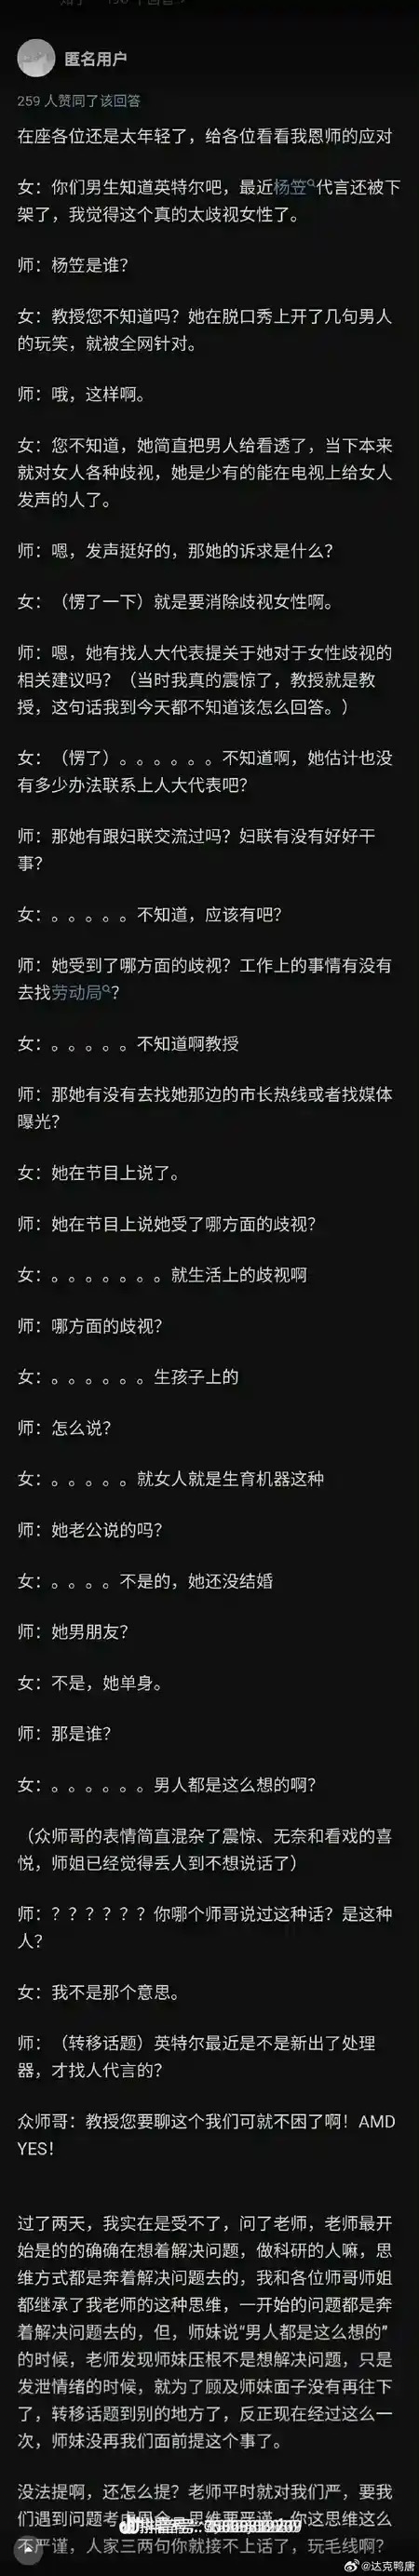 匿名用户
259 人赞同了该回答
在座各位还是太年轻了，给各位看看我恩师的应对
女：你们男生知道英特尔吧，最近杨笠代言还被下
架了，我觉得这个真的太歧视女性了。
师：杨笠是谁？
女：教授您不知道吗？她在脱口秀上开了几句男人
的玩笑，就被全网针对。
师：哦，这样啊。
女：您不知道，她简直把男人给看透了，当下本来
就对女人各种歧视，她是少有的能在电视上给女人
发声的人了。
师：嗯，发声挺好的，那她的诉求是什么？
女：（愣了一下）就是要消除歧视女性啊。
师：嗯，她有找人大代表提关于她对于女性歧视的
相关建议吗？（当时我真的震惊了，教授就是教
授，这句话我到今天都不知道该怎么回答。）
女：（愣了）。。。。。。不知道啊，她估计也没
有多少办法联系上人大代表吧？
师：那她有跟妇联交流过吗？妇联有没有好好干
事？
女：。。。。。不知道，应该有吧？
师：她受到了哪方面的歧视？工作上的事情有没有
去找劳动局？
女：。。。。。不知道啊教授
师：那她有没有去找她那边的市长热线或者找媒体
曝光？
女：她在节目上说了。
师：她在节目上说她受了哪方面的歧视？
女：。。。。。。。就生活上的歧视啊
师：哪方面的歧视？
女：。。。。。。生孩子上的
师：怎么说？
女：。。。。。就女人就是生育机器这种
师：她老公说的吗？
女：。。。。不是的，她还没结婚
师：她男朋友？
女：不是，她单身。
师：那是谁？
女：。。。。。。男人都是这么想的啊？
（众师哥的表情简直混杂了震惊、无奈和看戏的喜
悦，师姐已经觉得丢人到不想说话了）
师：？？？？？？你哪个师哥说过这种话？是这种
人？
女：我不是那个意思。
师：（转移话题）英特尔最近是不是新出了处理
器，才找人代言的？
众师哥：教授您要聊这个我们可就不困了啊！AMD
YES！
过了两天，我实在是受不了，问了老师，老师最开
始是的的确确在想着解决问题，做科研的人嘛，思
维方式都是奔着解决问题去的，我和各位师哥师姐
都继承了我老师的这种思维，一开始的问题都是奔
着解决问题去的，但，师妹说“男人都是这么想的”
的时候，老师发现师妹压根不是想解决问题，只是
发泄情绪的时候，就为了顾及师妹面子没有再往下
了，转移话题到别的地方了，反正现在经过这么一
次，师妹没再我们面前提这个事了。
没法提啊，还怎么提？老师平时就对我们严，要我
们遇到问题考虑周全，思维要严谨，你这思维这么
不严谨，人家三两句你就接不上话了，玩毛线啊？
@达克鸭唐